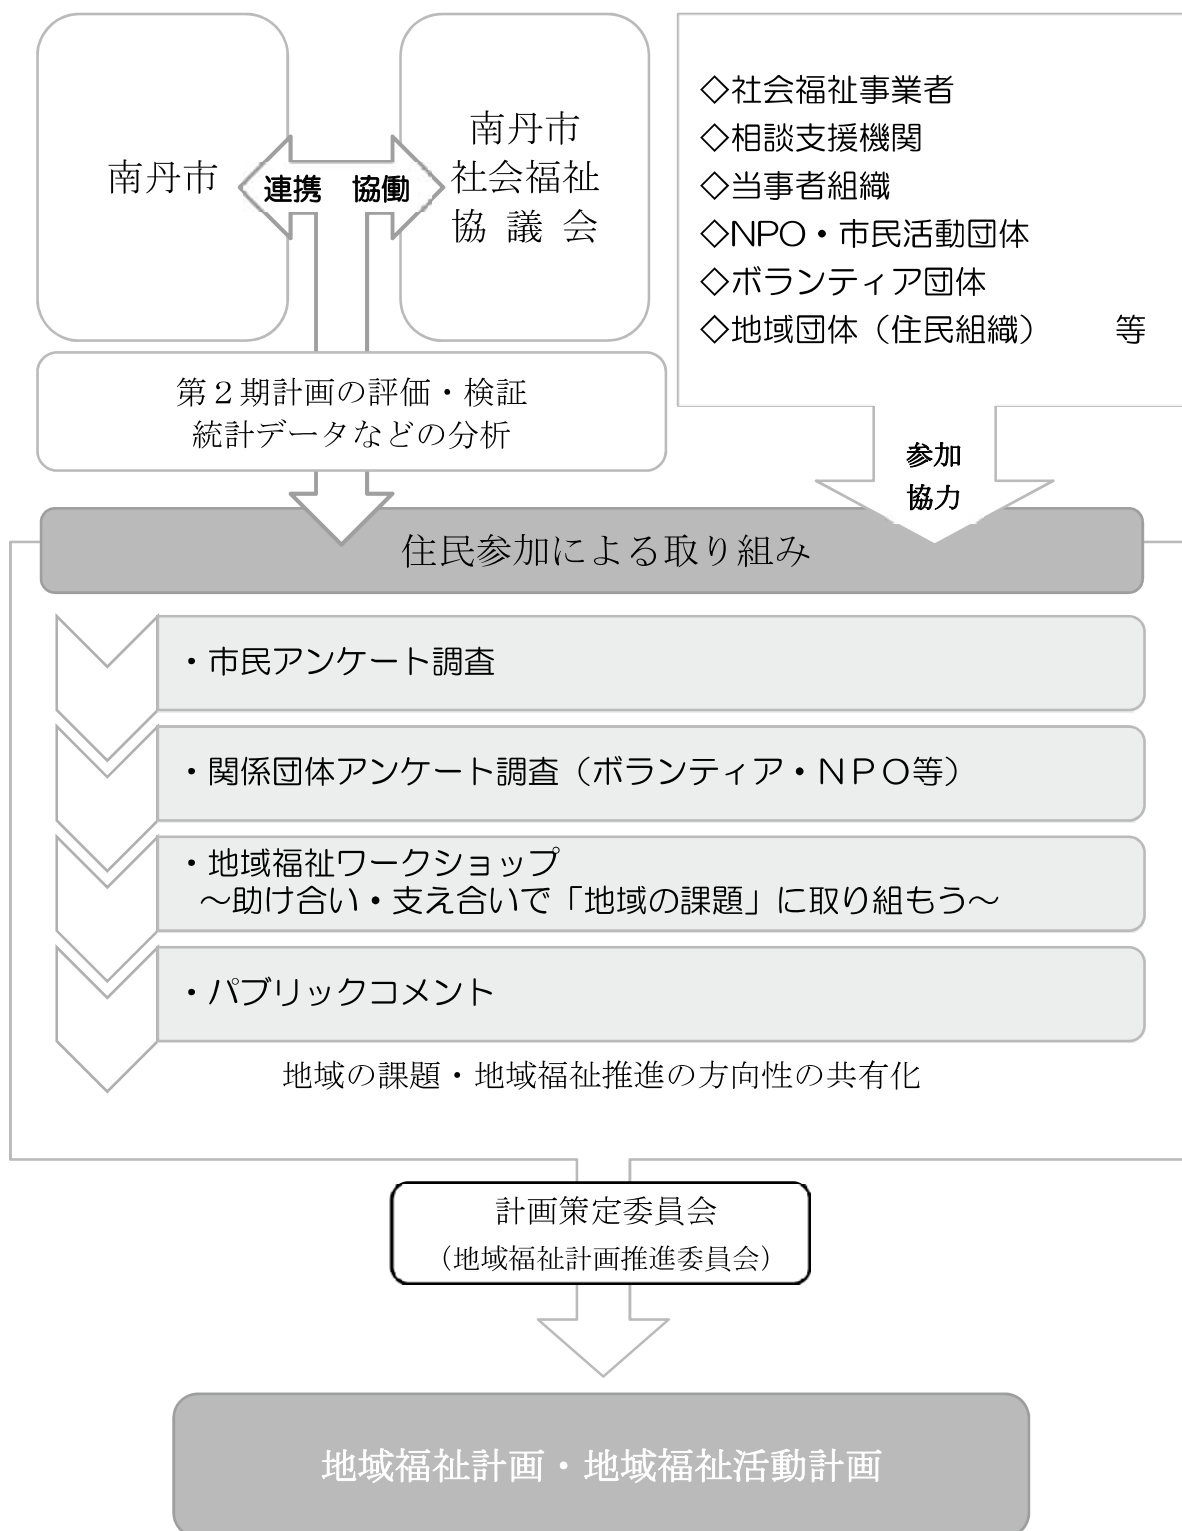 南丹市
連携　協働
南丹市
社会福祉
協 議 会
◇社会福祉事業者
◇相談支援機関
◇当事者組織
◇NPO・市民活動団体
◇ボランティア団体
◇地域団体（住民組織）　　等
第２期計画の評価・検証
統計データなどの分析
参加
協力
住民参加による取り組み
・市民アンケート調査
・関係団体アンケート調査（ボランティア・ＮＰＯ等）
・地域福祉ワークショップ
～助け合い・支え合いで「地域の課題」に取り組もう～
・パブリックコメント
地域の課題・地域福祉推進の方向性の共有化
計画策定委員会
（地域福祉計画推進委員会）
地域福祉計画・地域福祉活動計画